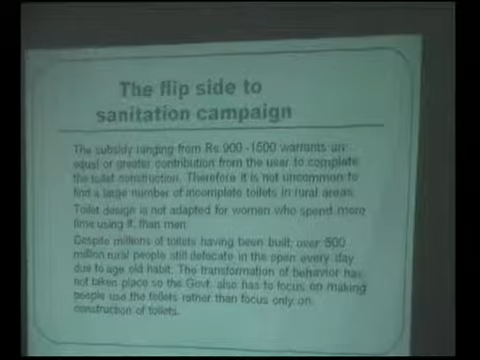 The flip side to
sanitation campaign
The subsidy ranging from Rs.900 -1500 warrants an
equal or greater contribution from the user to complete
the toilet construction. Therefore it is not uncommon to
find a large number of incomplete toilets in rural areas
Toilet design is not adapted for women who spend more
time using it, than men
Despite millions of toilets having been built, over 500
million rural people still defecate in the open every day
due to age old habit. The transformation of behavior has
not taken place so the Govt. also has to focus on making
people use the toilets rather than focus only on
construction of toilets.